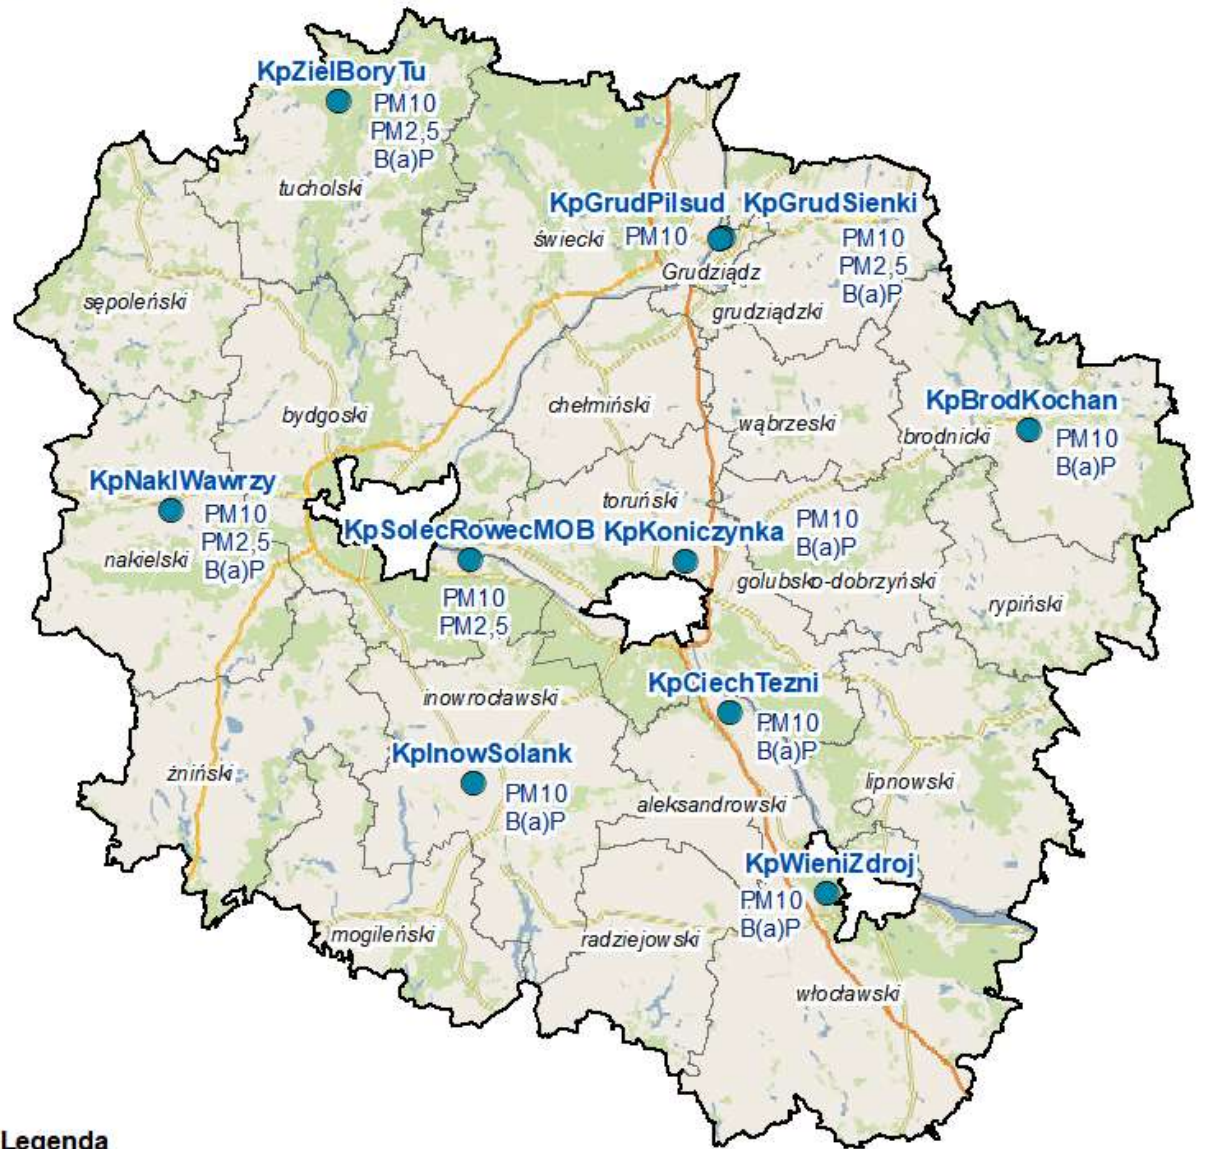 KpZielBoryTu
PM10
PM2,5
B(a)P
tucholski
KpGrudPilsud
KpGrudSienki
świecki
PM10
PM10
PM2,5
B(a)P
Grudziądz
grudziądzki
sępoleński
bydgoski
chełmiński
wąbrzeski
KpBrodKochan
brodnicki
PM10
B(a)P
KpNaklWawrzy
PM10
PM2,5
B(a)P
nakielski
toruński
KpSolecRowecMOB
KpKoniczynka
PM10
B(a)P
PM10
PM2,5
golubsko-dobrzyński
rypiński
KpCiechTezni
PM10
B(a)P
inowrocławski
KpInowSolank
PM10
B(a)P
żniński
aleksandrowski
lipnowski
KpWieniZdroj
PM10
B(a)P
mogileński
radziejowski
włocławski
Legenda